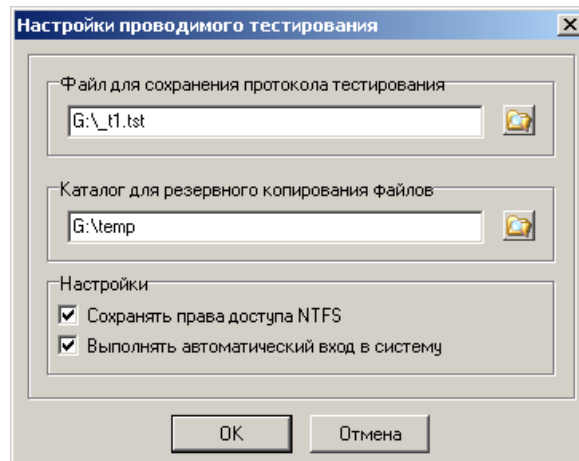 Настройки проводимого тестирования
Файл для сохранения протокола тестирования
G:\_t1.tst
Каталог для резервного копирования файлов
G:\temp
Настройки
Сохранять права доступа NTFS
Выполнять автоматический вход в систему
OK
Отмена